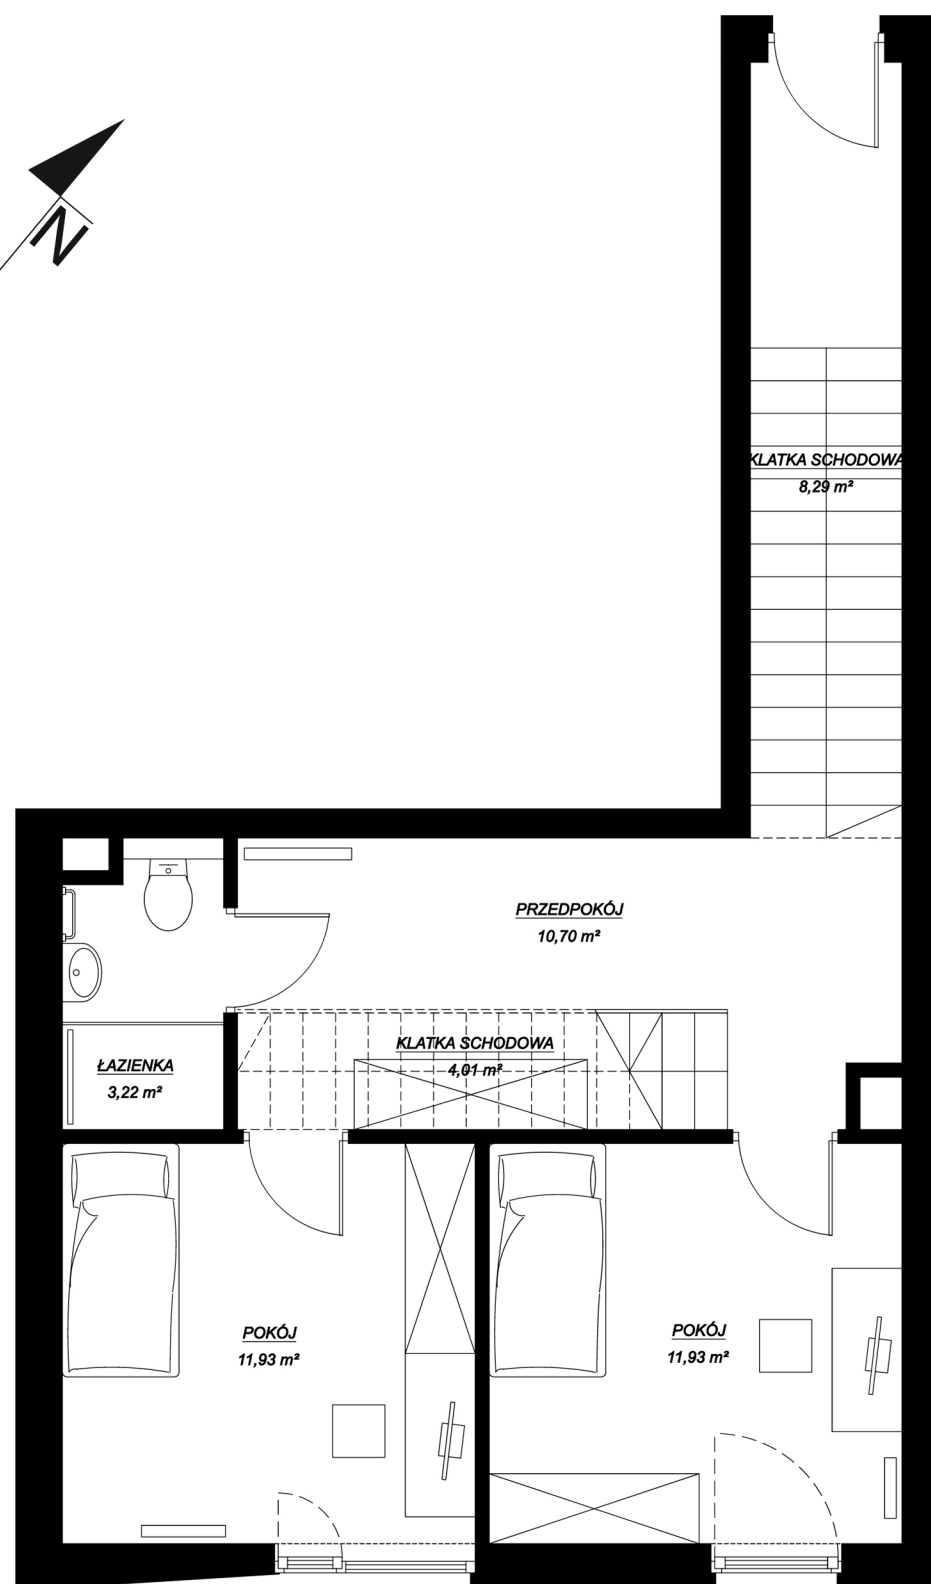 N
KLATKA SCHODOWA
8,29 m²
PRZEDPOKÓJ
10,70 m²
KLATKA SCHODOWA
4,01 m²
ŁAZIENKA
3,22 m²
POKÓJ
11,93 m²
POKÓJ
11,93 m²